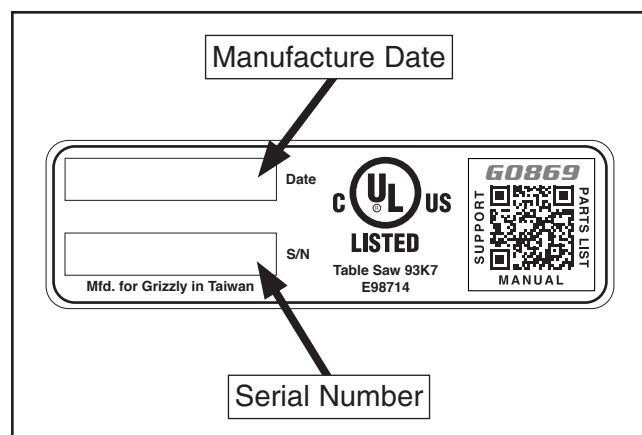 Manufacture Date
Date
S/N
Mfd. for Grizzly in Taiwan
C UL US
®
LISTED
Table Saw 93K7
E98714
G0869
SUPPORT
PARTS LIST
MANUAL
Serial Number